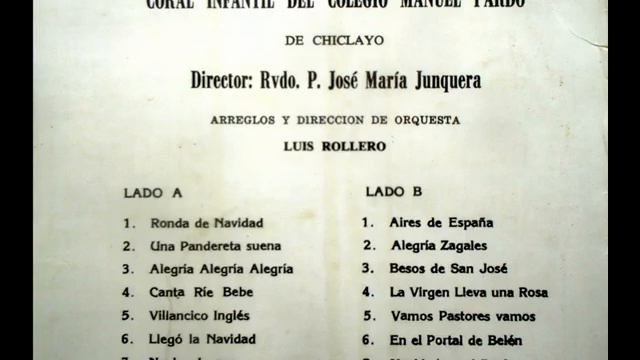 CORAL INFANTIL DEL COLEGIO MANUEL PARDO
DE CHICLAYO
Director: Rvdo. P. José María Junquera
ARREGLOS Y DIRECCION DE ORQUESTA
LUIS ROLLERO
LADO A
1. Ronda de Navidad
2. Una Pandereta suena
3. Alegría Alegría Alegría
4. Canta Ríe Bebe
5. Villancico Inglés
6. Llegó la Navidad
LADO B
1. Aires de España
2. Alegría Zagales
3. Besos de San José
4. La Virgen Lleva una Rosa
5. Vamos Pastores vamos
6. En el Portal de Belén